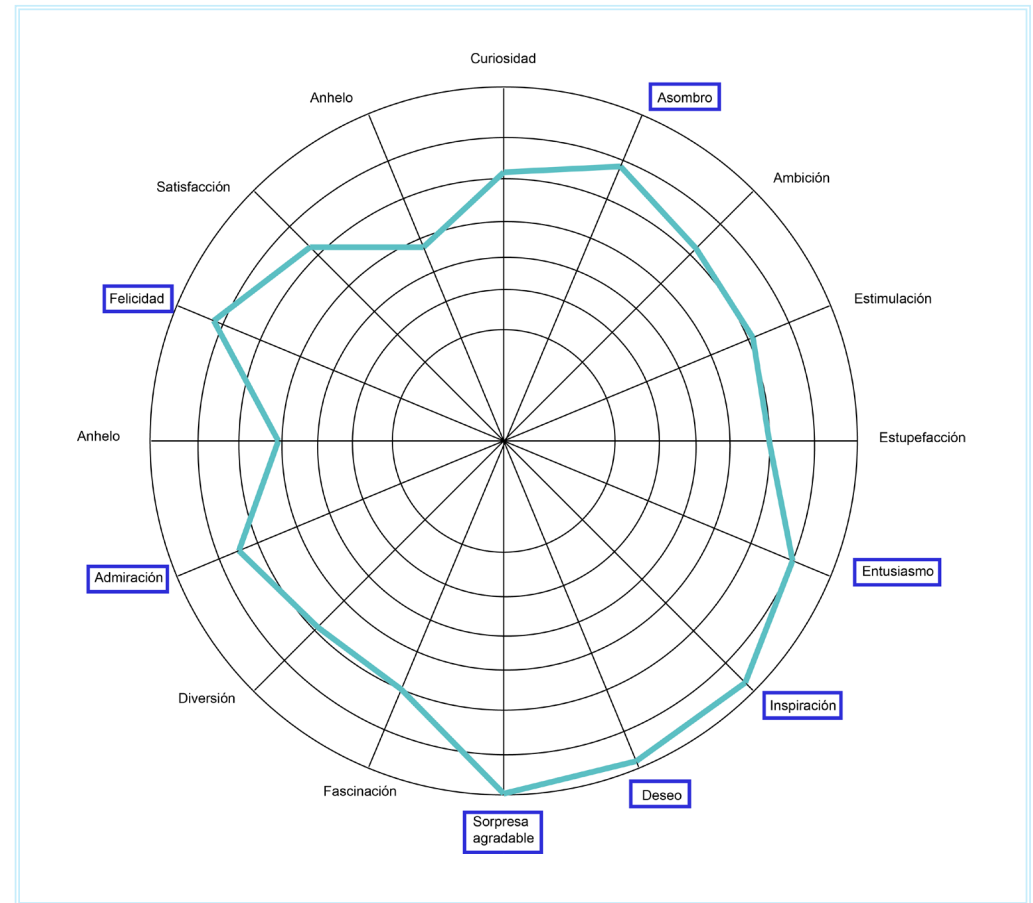 Curiosidad
Anhelo
Asombro
Satisfacción
Ambición
Felicidad
Estimulación
Anhelo
Estupefacción
Admiración
Entusiasmo
Diversión
Inspiración
Fascinación
Deseo
Sorpresa
agradable